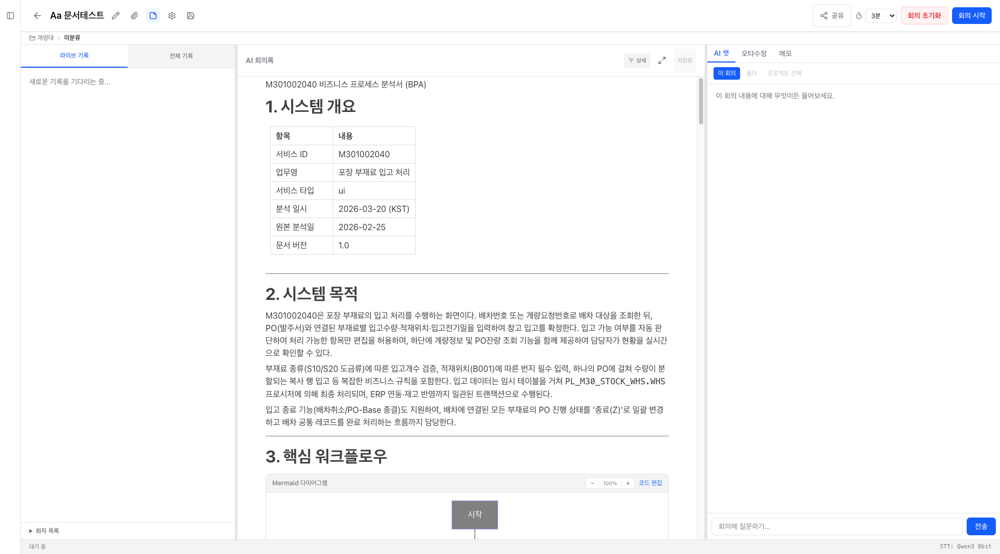 Aa 문서테스트
공유
3분
회의 초기화
회의 시작
계량대
미분류
라이브 기록
전체 기록
새로운 기록을 기다리는 중...
화자 목록
AI 회의록
상세
저장됨
M301002040 비즈니스 프로세스 분석서 (BPA)
1. 시스템 개요
항목 내용
서비스 ID M301002040
업무명 포장 부재료 입고 처리
서비스 타입 ui
분석 일시 2026-03-20 (KST)
원본 분석일 2026-02-25
문서 버전 1.0
2. 시스템 목적
M301002040은 포장 부재료의 입고 처리를 수행하는 화면이다. 배차번호 또는 계량요청번호로 배차 대상을 조회한 뒤,
PO(발주서)와 연결된 부재료별 입고수량·적재위치·입고전기일을 입력하여 창고 입고를 확정한다. 입고 가능 여부를 자동 판
단하여 처리 가능한 항목만 편집을 허용하며, 하단에 계량정보 및 PO잔량 조회 기능을 함께 제공하여 담당자가 현황을 실시간
으로 확인할 수 있다.
부재료 종류(S10/S20 도금류)에 따른 입고개수 검증, 적재위치(B001)에 따른 번지 필수 입력, 하나의 PO에 걸쳐 수량이 분
할되는 복사 행 입고 등 복잡한 비즈니스 규칙을 포함한다. 입고 데이터는 임시 테이블을 거쳐 PL_M30_STOCK_WHS.WHS
프로시저에 의해 최종 처리되며, ERP 연동·재고 반영까지 일관된 트랜잭션으로 수행된다.
입고 종료 기능(배차취소/PO-Base 종결)도 지원하여, 배차에 연결된 모든 부재료의 PO 진행 상태를 '종료(Z)'로 일괄 변경
하고 배차 공통 레코드를 완료 처리하는 흐름까지 담당한다.
3. 핵심 워크플로우
Mermaid 다이어그램
− 100% +
코드 편집
시작
AI 챗
오타수정
메모
이 회의
폴더
프로젝트 전체
이 회의 내용에 대해 무엇이든 물어보세요.
회의에 질문하기...
전송
대기 중
STT: Qwen3 8bit